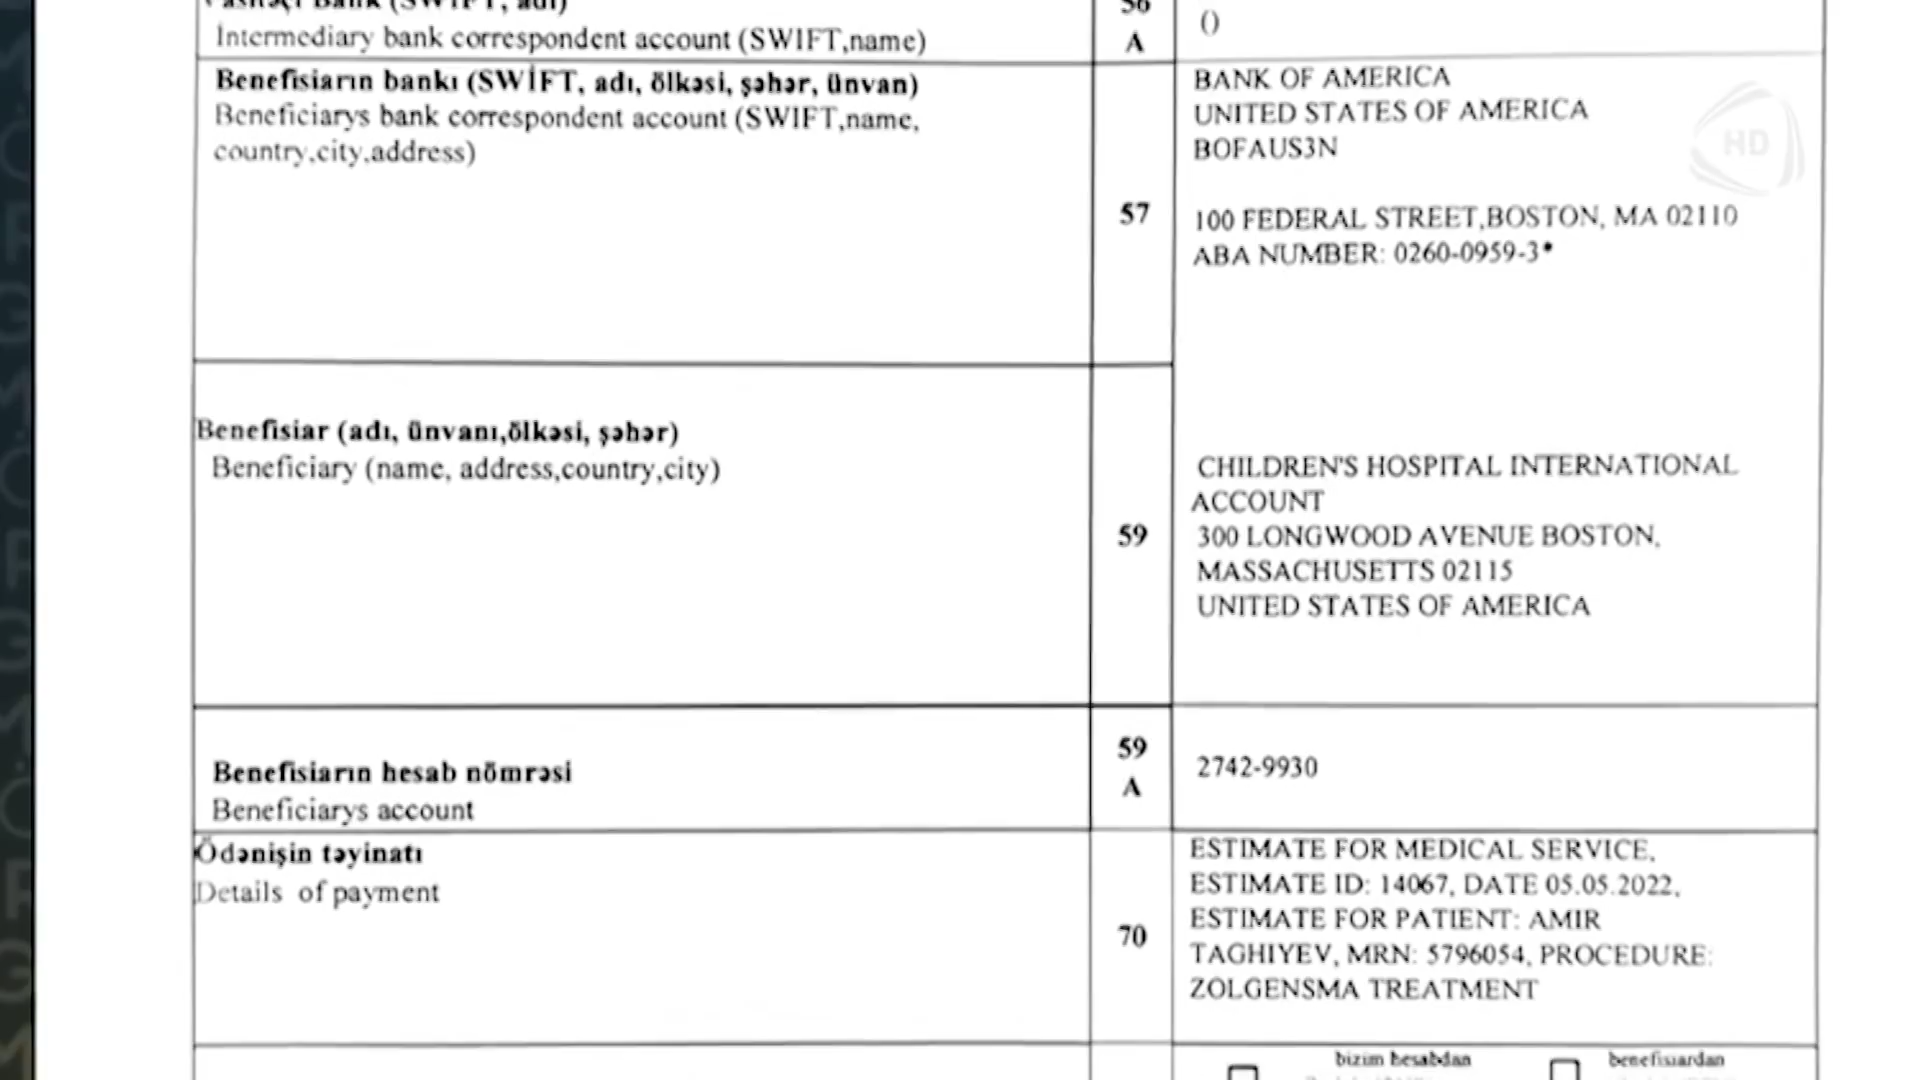 Bank (SWIFT, adı)
Intermediary bank correspondent account (SWIFT,name)
56
A
()
Benefisiarın bankı (SWİFT, adı, ölkəsi, şəhər, ünvan)
Beneficiarys bank correspondent account (SWIFT,name,
country,city,address)
57
BANK OF AMERICA
UNITED STATES OF AMERICA
BOFAUS3N
100 FEDERAL STREET,BOSTON, MA 02110
ABA NUMBER: 0260-0959-3*
HD
Benefisiar (adı, ünvanı,ölkəsi, şəhər)
Beneficiary (name, address,country,city)
59
CHILDREN'S HOSPITAL INTERNATIONAL
ACCOUNT
300 LONGWOOD AVENUE BOSTON,
MASSACHUSETTS 02115
UNITED STATES OF AMERICA
Benefisiarın hesab nömrəsi
Beneficiarys account
59
A
2742-9930
Ödənişin təyinatı
Details of payment
70
ESTIMATE FOR MEDICAL SERVICE,
ESTIMATE ID: 14067, DATE 05.05.2022,
ESTIMATE FOR PATIENT: AMIR
TAGHIYEV, MRN: 5796054, PROCEDURE:
ZOLGENSMA TREATMENT
bizim hesabdan
benefisiardan